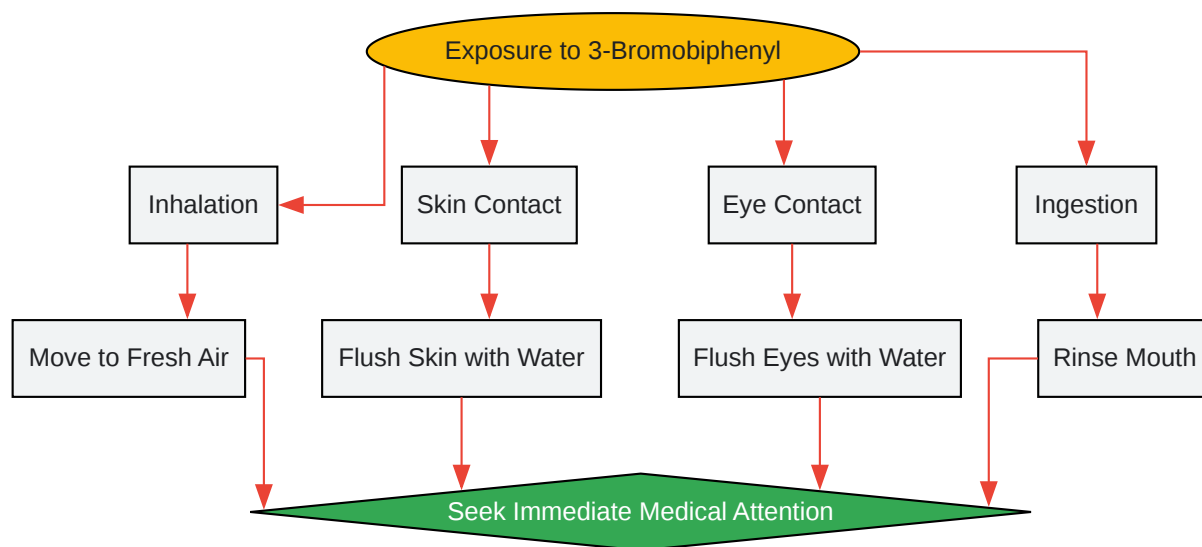 Exposure to 3-Bromobiphenyl
Inhalation
Skin Contact
Eye Contact
Ingestion
Move to Fresh Air
Flush Skin with Water
Flush Eyes with Water
Rinse Mouth
Seek Immediate Medical Attention